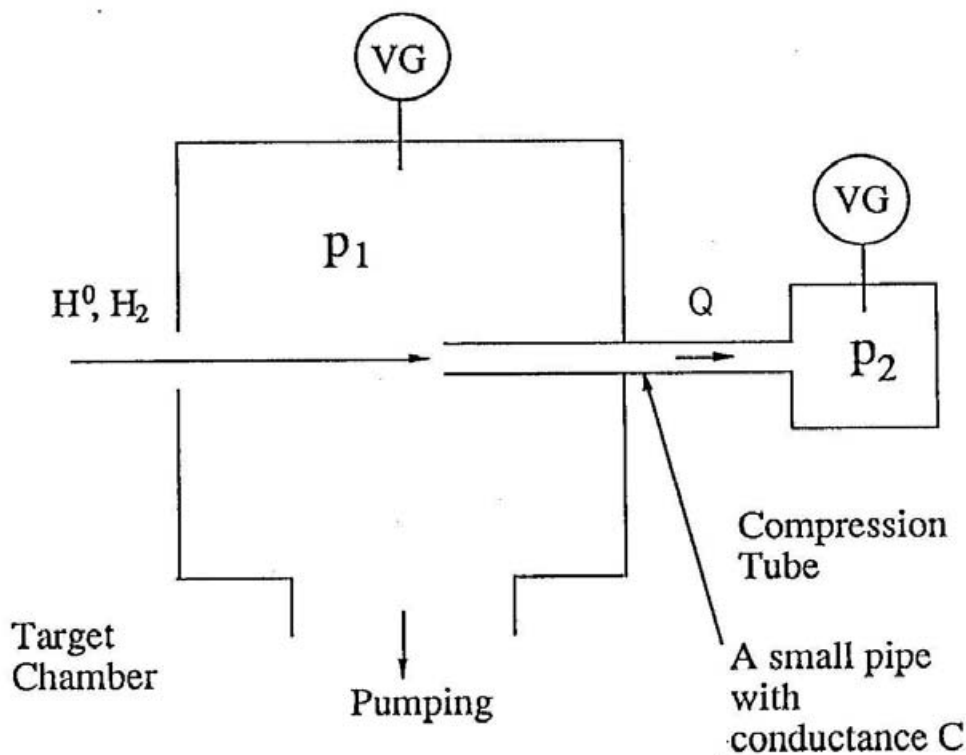 VG
VG
p₁
H⁰, H₂
Q
p₂
Compression
Tube
Target
Chamber
Pumping
A small pipe
with
conductance C